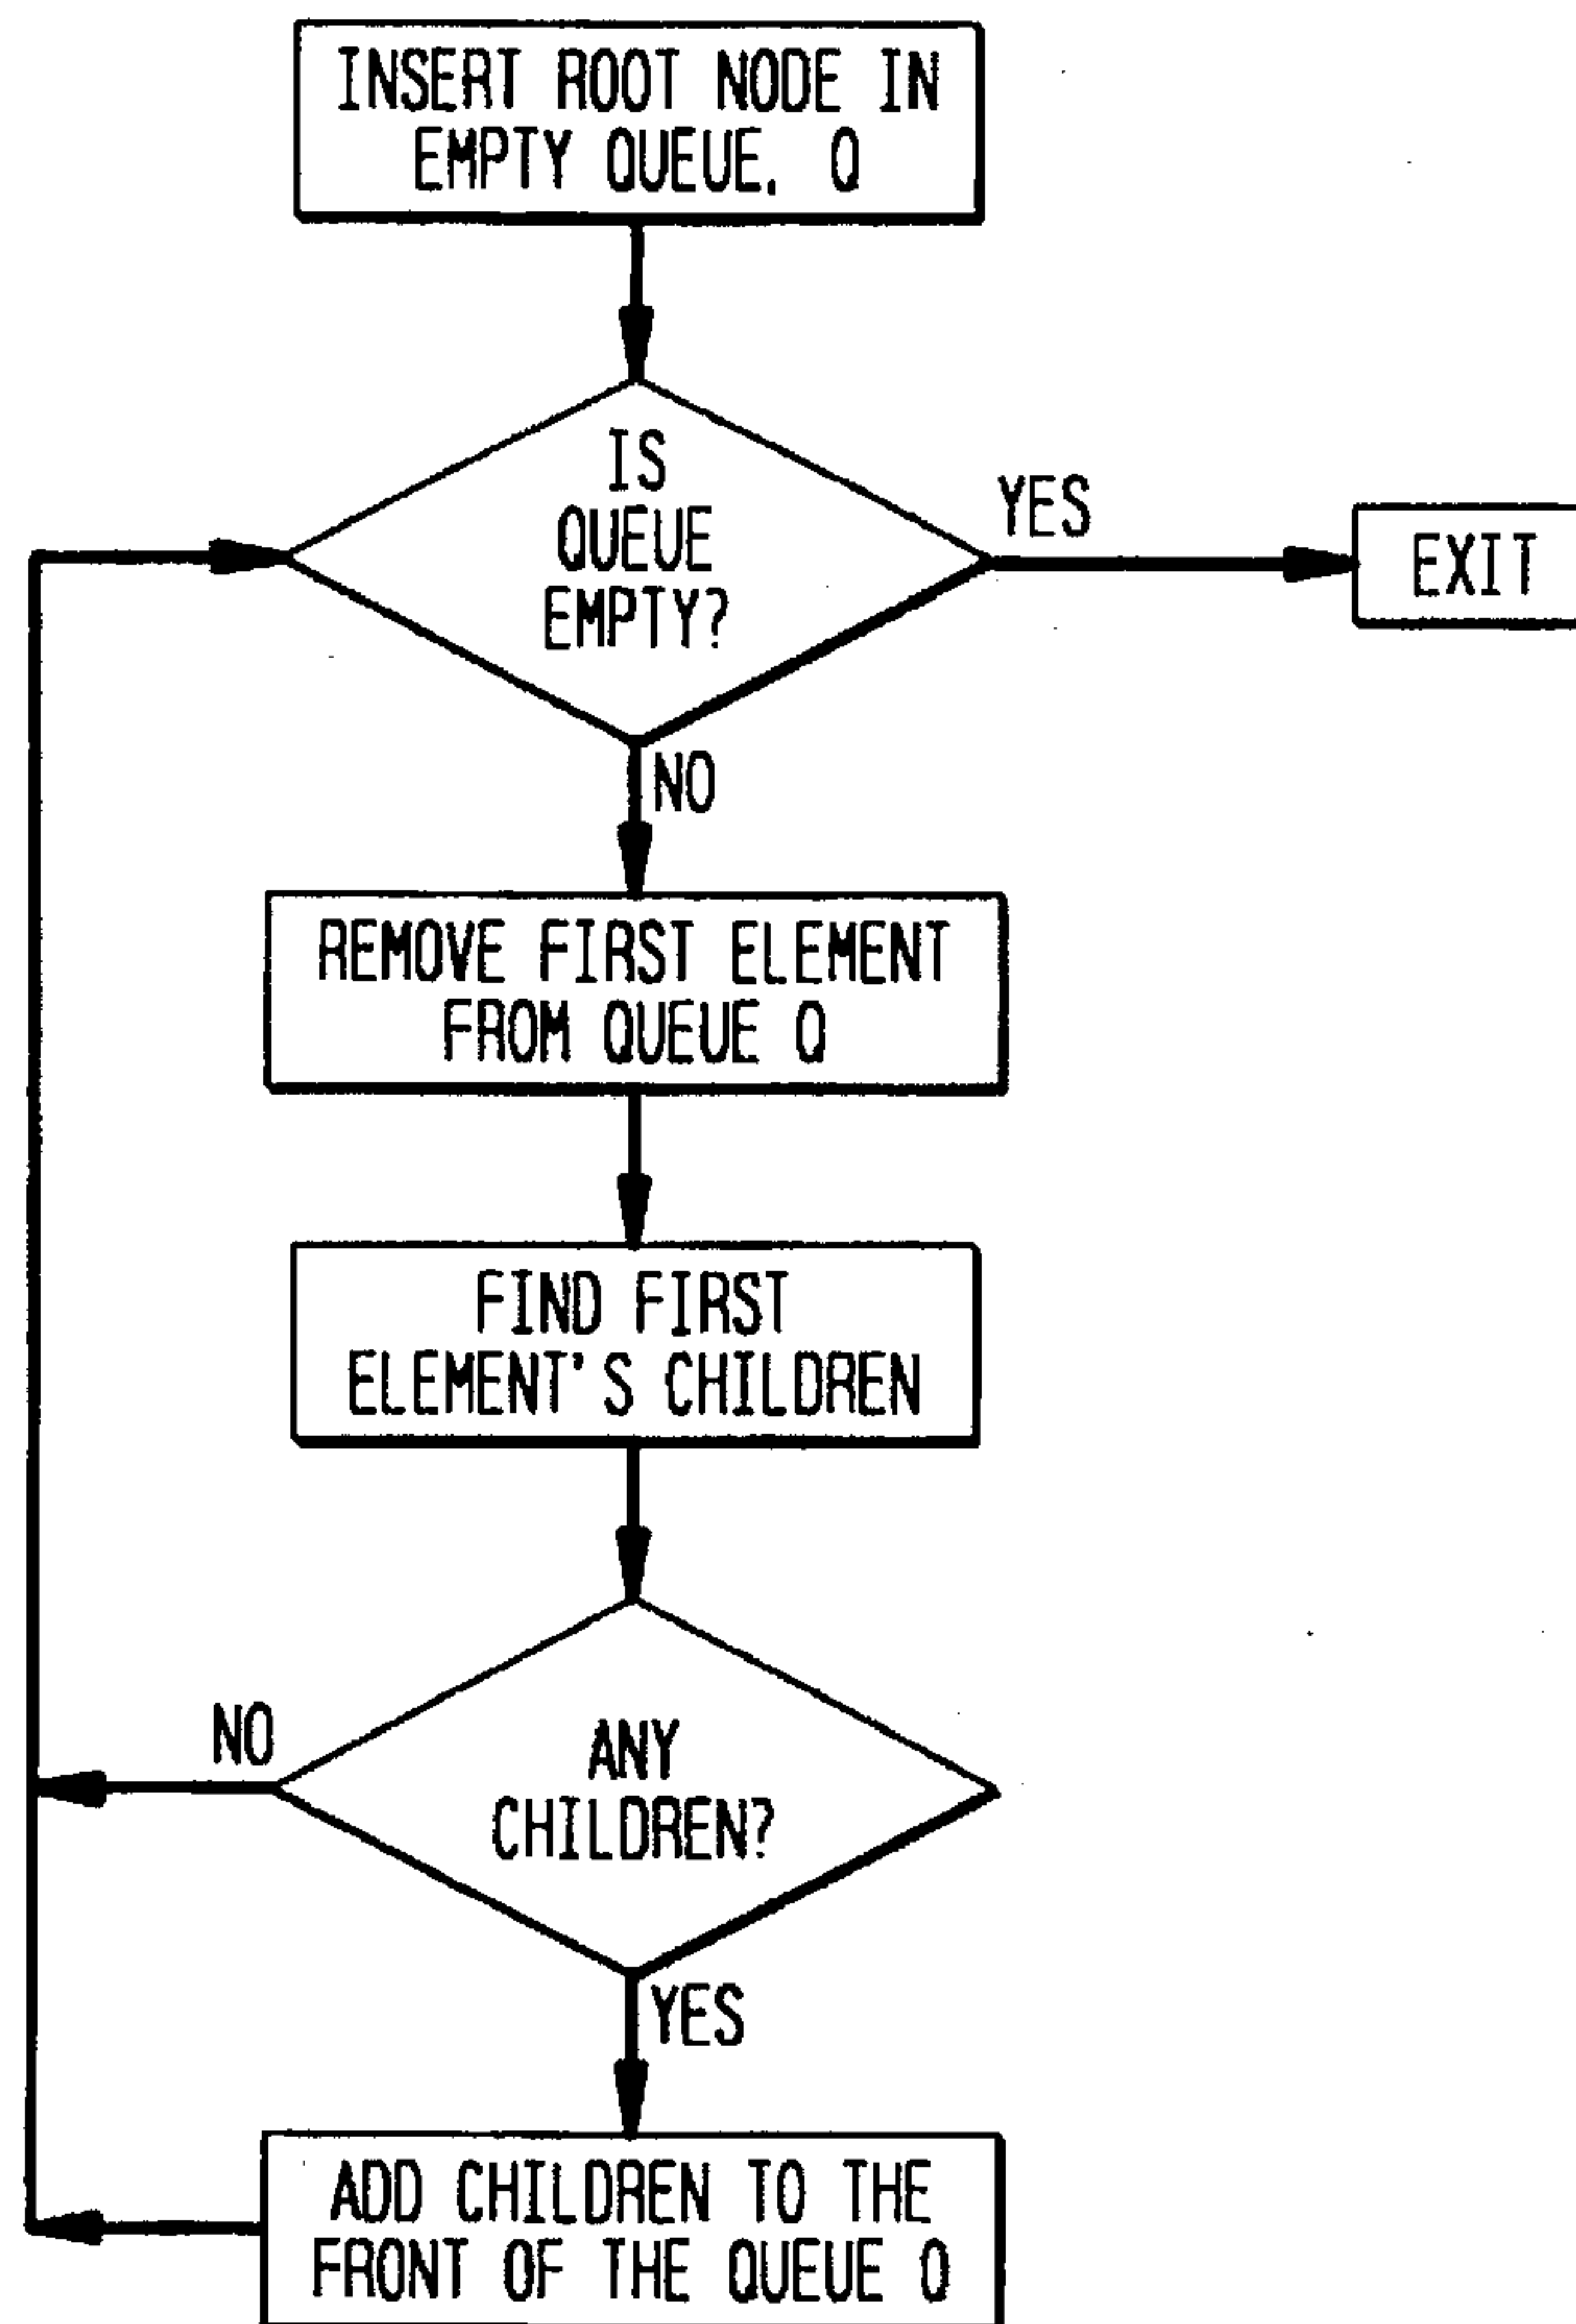 INSERT ROOT NODE IN
EMPTY QUEUE. Q
IS
QUEUE
EMPTY?
YES
EXIT
NO
REMOVE FIRST ELEMENT
FROM QUEUE Q
FIND FIRST
ELEMENT'S CHILDREN
ANY
CHILDREN?
NO
YES
ADD CHILDREN TO THE
FRONT OF THE QUEUE Q